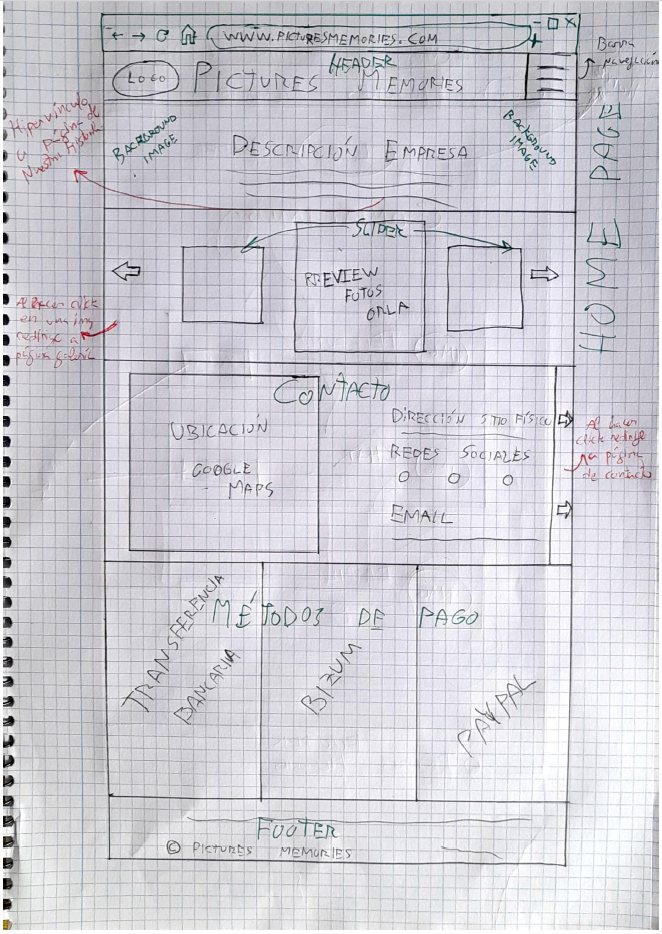 WWW.PICTURESMEMORIES.COM
Barra
navegación
HEADER
LOGO
PICTURES MEMORIES
Hipervínculo
a página de
Nuestra Historia
BACKGROUND
IMAGE
DESCRIPCIÓN EMPRESA
BACKGROUND
IMAGE
HOME PAGE
SLIDER
PREVIEW
FOTOS
ORLA
Al hacer click
en una img
redirige a
página galería
CONTACTO
UBICACIÓN
GOOGLE
MAPS
DIRECCIÓN SITIO FÍSICO
REDES SOCIALES
EMAIL
Al hacer
click redirige
a página
de contacto
MÉTODOS DE PAGO
TRANSFERENCIA
BANCARIA
BIZUM
PAYPAL
FOOTER
© PICTURES MEMORIES